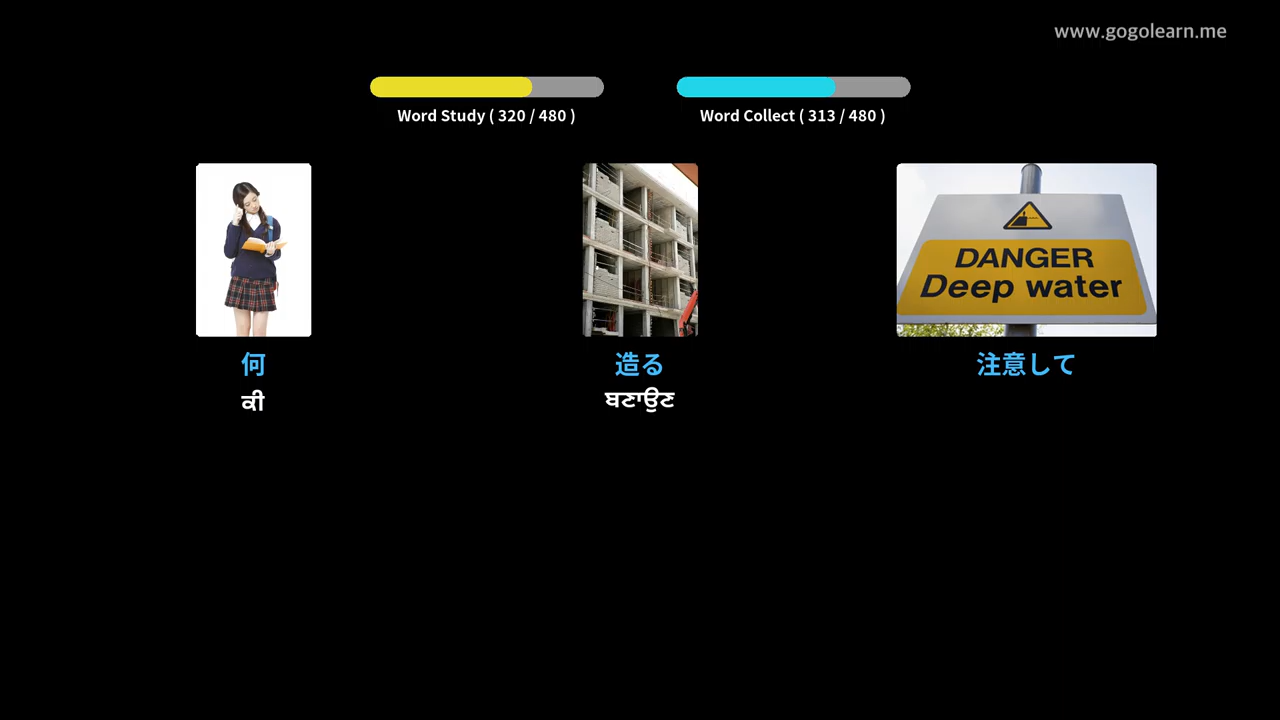 www.gogolearn.me
Word Study ( 320 / 480 )
Word Collect ( 313 / 480 )
DANGER
Deep water
何
造る
注意して
ਕੀ
ਬਣਾਉਣ